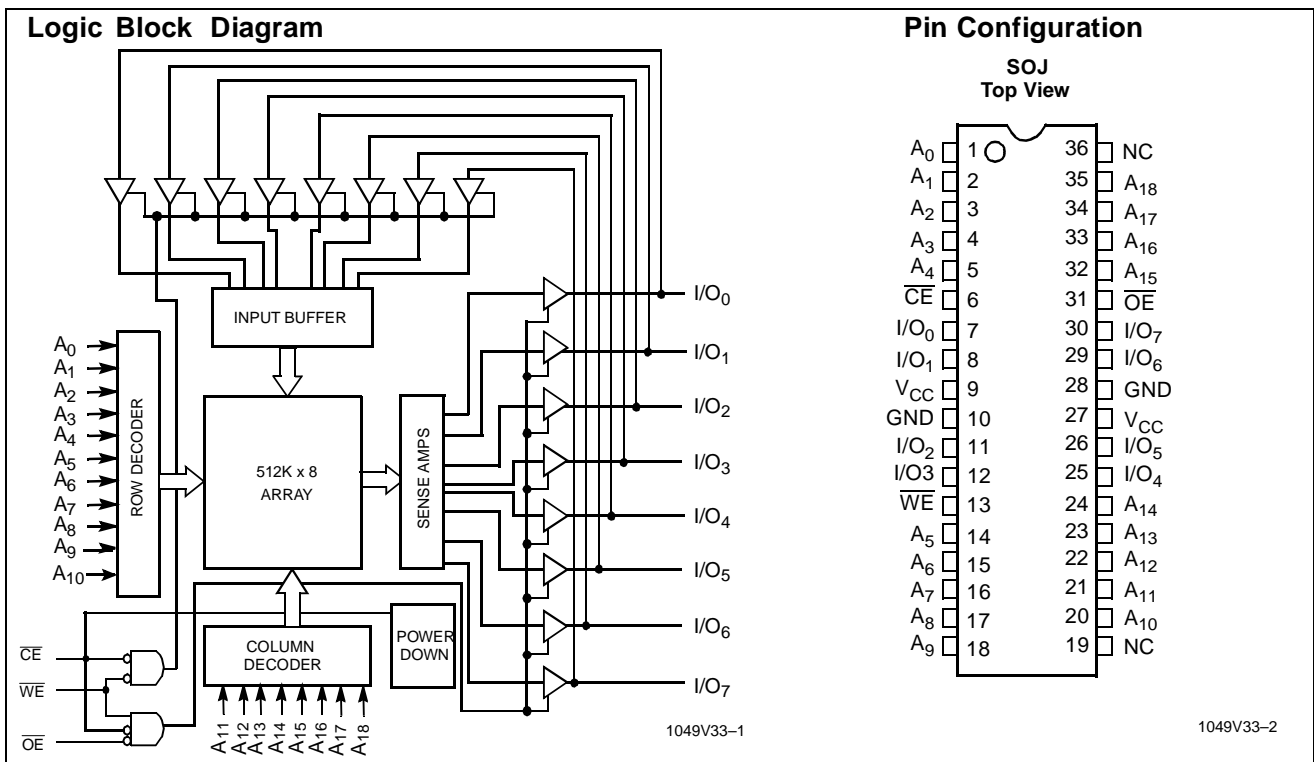 Logic Block Diagram
INPUT BUFFER
A0
A1
A2
A3
A4
A5
A6
A7
A8
A9
A10
ROW DECODER
512K x 8
ARRAY
SENSE AMPS
I/O0
I/O1
I/O2
I/O3
I/O4
I/O5
I/O6
I/O7
COLUMN
DECODER
POWER
DOWN
CE
WE
OE
A11
A12
A13
A14
A15
A16
A17
A18
1049V33–1
Pin Configuration
SOJ
Top View
A0 1 36 NC
A1 2 35 A18
A2 3 34 A17
A3 4 33 A16
A4 5 32 A15
CE 6 31 OE
I/O0 7 30 I/O7
I/O1 8 29 I/O6
VCC 9 28 GND
GND 10 27 VCC
I/O2 11 26 I/O5
I/O3 12 25 I/O4
WE 13 24 A14
A5 14 23 A13
A6 15 22 A12
A7 16 21 A11
A8 17 20 A10
A9 18 19 NC
1049V33–2